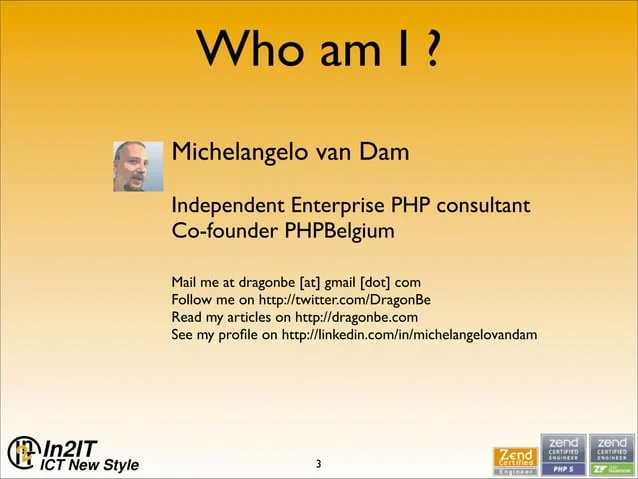 Who am I ?
Michelangelo van Dam
Independent Enterprise PHP consultant
Co-founder PHPBelgium
Mail me at dragonbe [at] gmail [dot] com
Follow me on http://twitter.com/DragonBe
Read my articles on http://dragonbe.com
See my profile on http://linkedin.com/in/michelangelovandam
In2IT
ICT New Style
3
Zend
Certified
Engineer
zend
CERTIFIED
ENGINEER
PHP 5
zend
CERTIFIED
ENGINEER
ZF